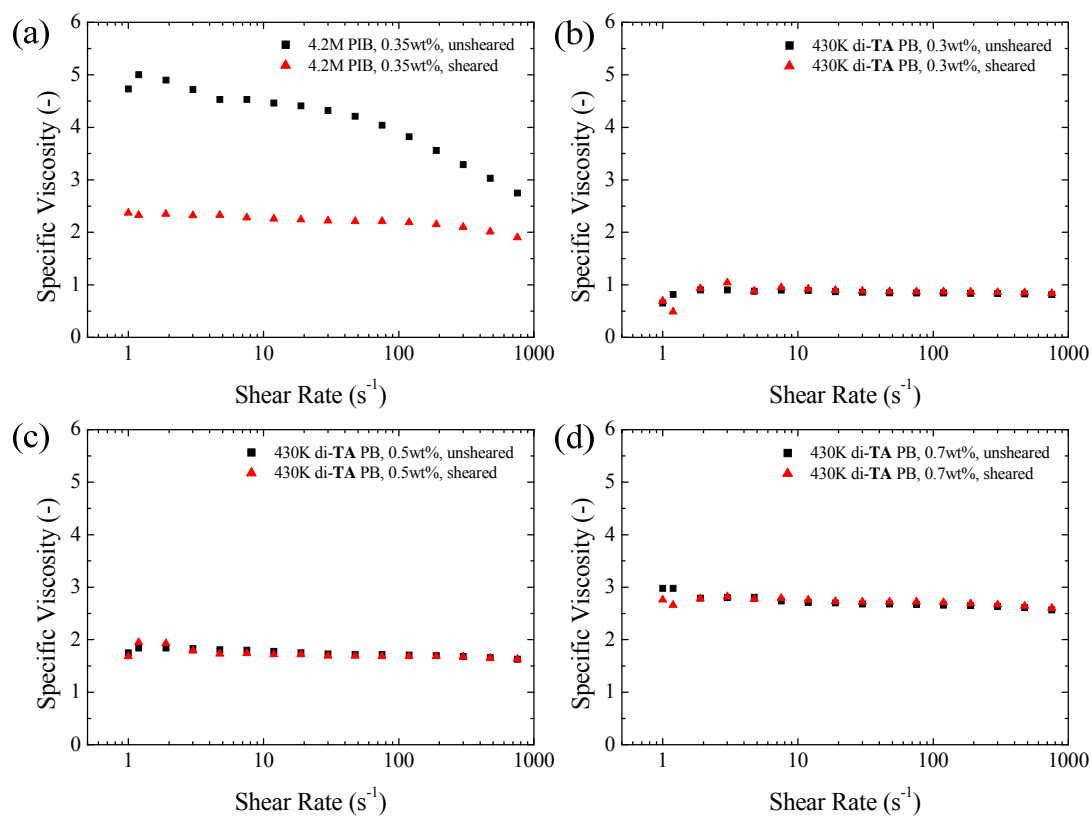 (a)
4.2M PIB, 0.35wt%, unsheared
4.2M PIB, 0.35wt%, sheared
6
5
4
3
2
1
0
Specific Viscosity (-)
1 10 100 1000
Shear Rate (s⁻¹)
(b)
430K di-TA PB, 0.3wt%, unsheared
430K di-TA PB, 0.3wt%, sheared
6
5
4
3
2
1
0
Specific Viscosity (-)
1 10 100 1000
Shear Rate (s⁻¹)
(c)
430K di-TA PB, 0.5wt%, unsheared
430K di-TA PB, 0.5wt%, sheared
6
5
4
3
2
1
0
Specific Viscosity (-)
1 10 100 1000
Shear Rate (s⁻¹)
(d)
430K di-TA PB, 0.7wt%, unsheared
430K di-TA PB, 0.7wt%, sheared
6
5
4
3
2
1
0
Specific Viscosity (-)
1 10 100 1000
Shear Rate (s⁻¹)